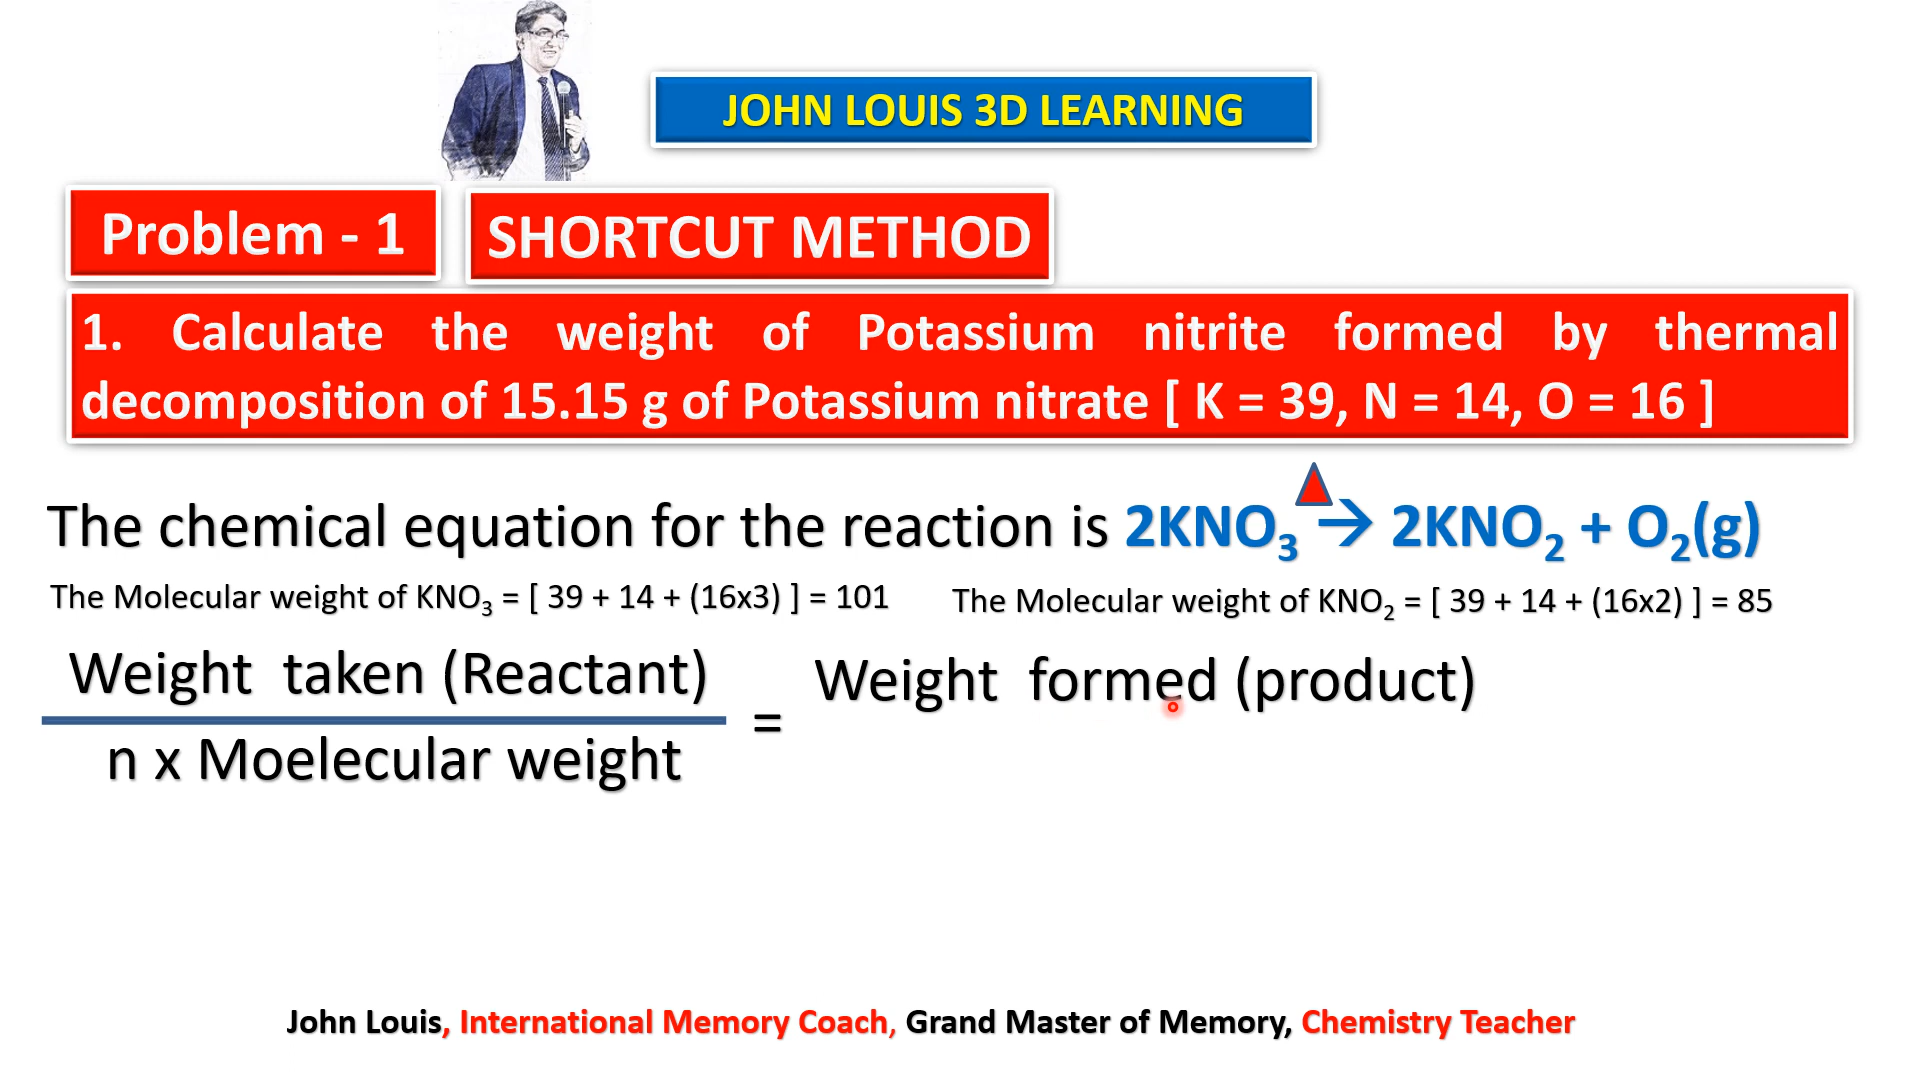 JOHN LOUIS 3D LEARNING
Problem - 1
SHORTCUT METHOD
1. Calculate the weight of Potassium nitrite formed by thermal
decomposition of 15.15 g of Potassium nitrate [ K = 39, N = 14, O = 16 ]
The chemical equation for the reaction is 2KNO₃ → 2KNO₂ + O₂(g)
The Molecular weight of KNO₃ = [ 39 + 14 + (16x3) ] = 101
The Molecular weight of KNO₂ = [ 39 + 14 + (16x2) ] = 85
Weight taken (Reactant)
n x Moelecular weight
=
Weight formed (product)
John Louis, International Memory Coach, Grand Master of Memory, Chemistry Teacher